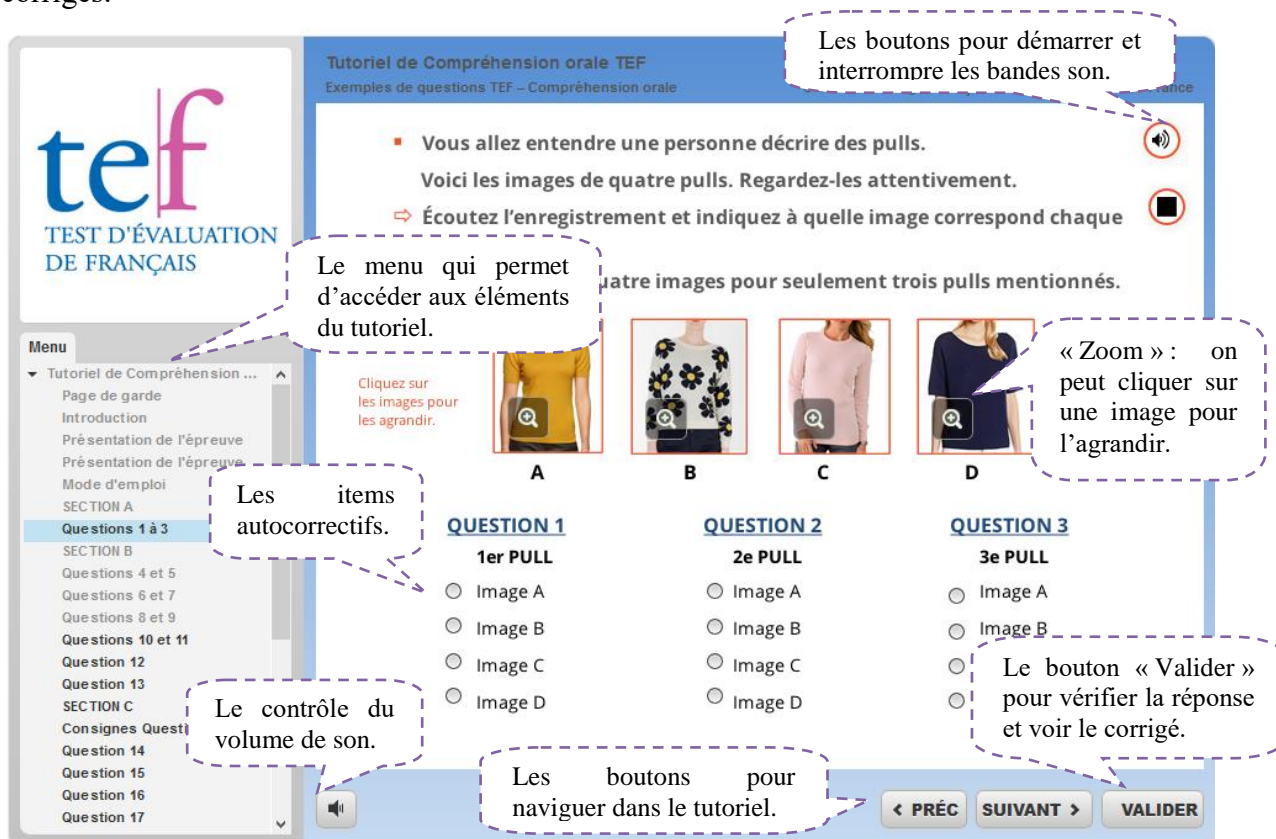 corrigés.
Les boutons pour démarrer et
interrompre les bandes son.
tef
TEST D'ÉVALUATION
DE FRANÇAIS
Tutoriel de Compréhension orale TEF
Exemples de questions TEF – Compréhension orale
Vous allez entendre une personne décrire des pulls.
Voici les images de quatre pulls. Regardez-les attentivement.
⇨ Écoutez l'enregistrement et indiquez à quelle image correspond chaque
images pour seulement trois pulls mentionnés.
Le menu qui permet
d'accéder aux éléments
du tutoriel.
Cliquez sur
les images pour
les agrandir.
A B C D
« Zoom » : on
peut cliquer sur
une image pour
l'agrandir.
Menu
Tutoriel de Compréhension ...
Page de garde
Introduction
Présentation de l'épreuve
Présentation de l'épreuve
Mode d'emploi
SECTION A
Questions 1 à 3
SECTION B
Questions 4 et 5
Questions 6 et 7
Questions 8 et 9
Questions 10 et 11
Question 12
Question 13
SECTION C
Consignes
Question 14
Question 15
Question 16
Question 17
Les items
autocorrectifs.
QUESTION 1
1er PULL
Image A
Image B
Image C
Image D
QUESTION 2
2e PULL
Image A
Image B
Image C
Image D
QUESTION 3
3e PULL
Image A
Image B
Le contrôle du
volume de son.
Les boutons pour
naviguer dans le tutoriel.
Le bouton « Valider »
pour vérifier la réponse
et voir le corrigé.
< PRÉC SUIVANT > VALIDER